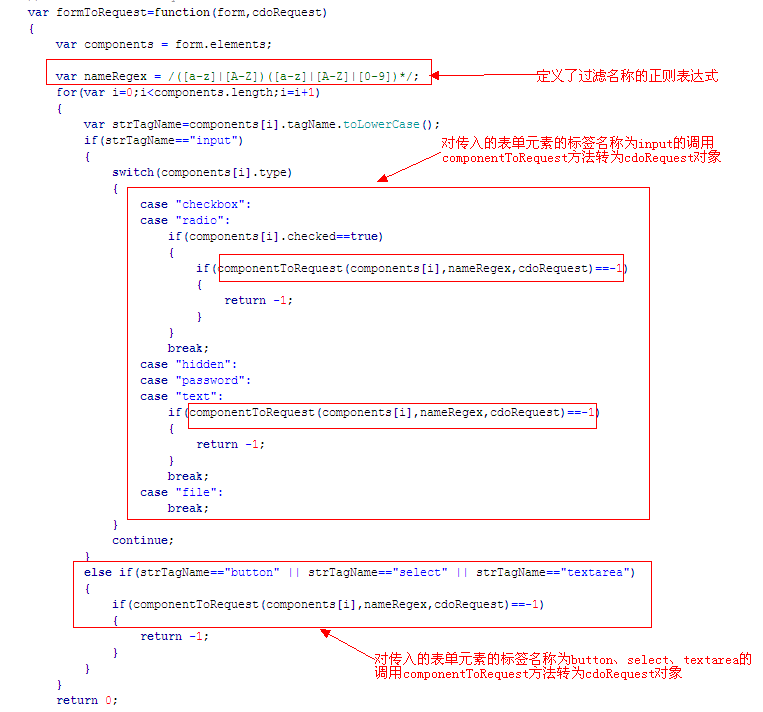 var formToRequest=function(form,cdoRequest)
{
var components = form.elements;
var nameRegex = /([a-z]|[A-Z])([a-z]|[A-Z]|[0-9])*/;
定义了过滤名称的正则表达式
for(var i=0;i<components.length;i=i+1)
{
var strTagName=components[i].tagName.toLowerCase();
if(strTagName=="input")
对传入的表单元素的标签名称为input的调用
componentToRequest方法转为cdoRequest对象
{
switch(components[i].type)
{
case "checkbox":
case "radio":
if(components[i].checked==true)
{
if(componentToRequest(components[i],nameRegex,cdoRequest)==-1)
{
return -1;
}
}
break;
case "hidden":
case "password":
case "text":
if(componentToRequest(components[i],nameRegex,cdoRequest)==-1)
{
return -1;
}
break;
case "file":
break;
}
continue;
}
else if(strTagName=="button" || strTagName=="select" || strTagName=="textarea")
{
if(componentToRequest(components[i],nameRegex,cdoRequest)==-1)
{
return -1;
}
对传入的表单元素的标签名称为button、select、textarea的
调用componentToRequest方法转为cdoRequest对象
}
}
return 0;